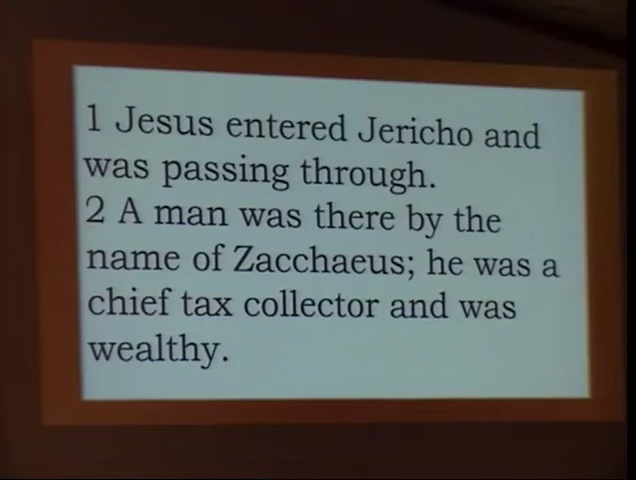 1 Jesus entered Jericho and
was passing through.
2 A man was there by the
name of Zacchaeus; he was a
chief tax collector and was
wealthy.